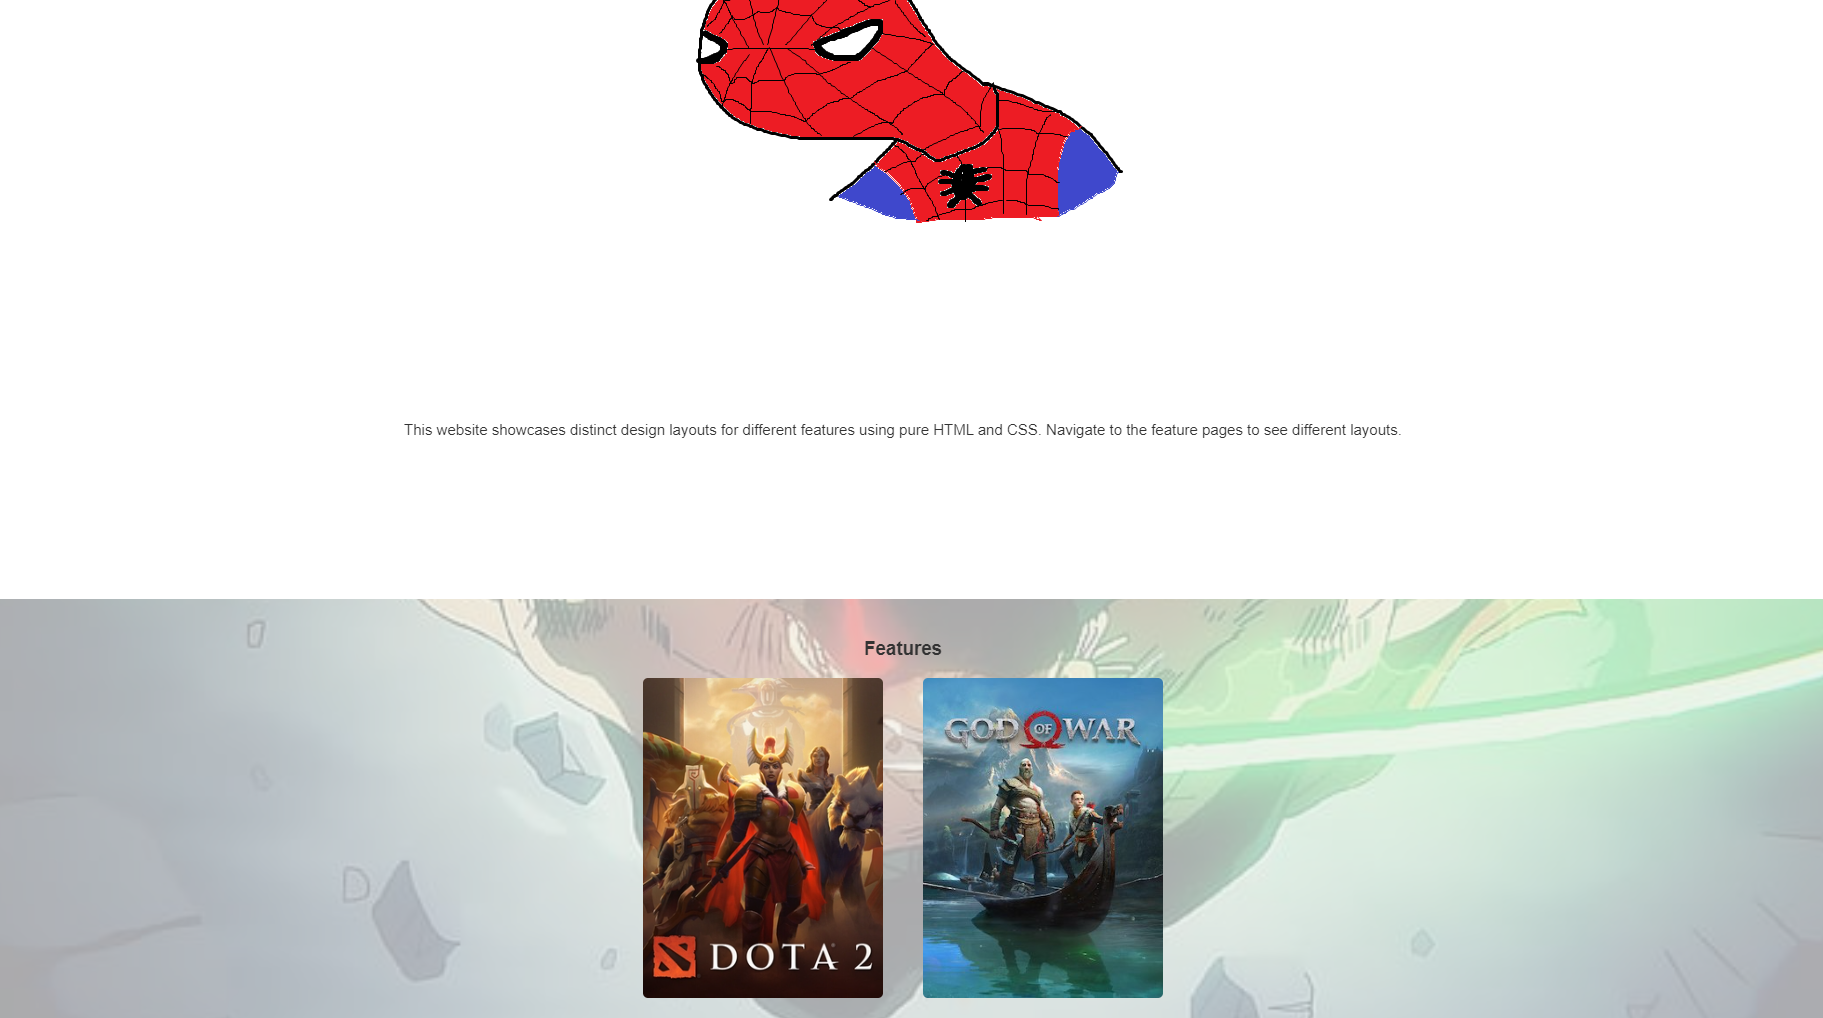 This website showcases distinct design layouts for different features using pure HTML and CSS. Navigate to the feature pages to see different layouts.
Features
GOD OF WAR
DOTA 2